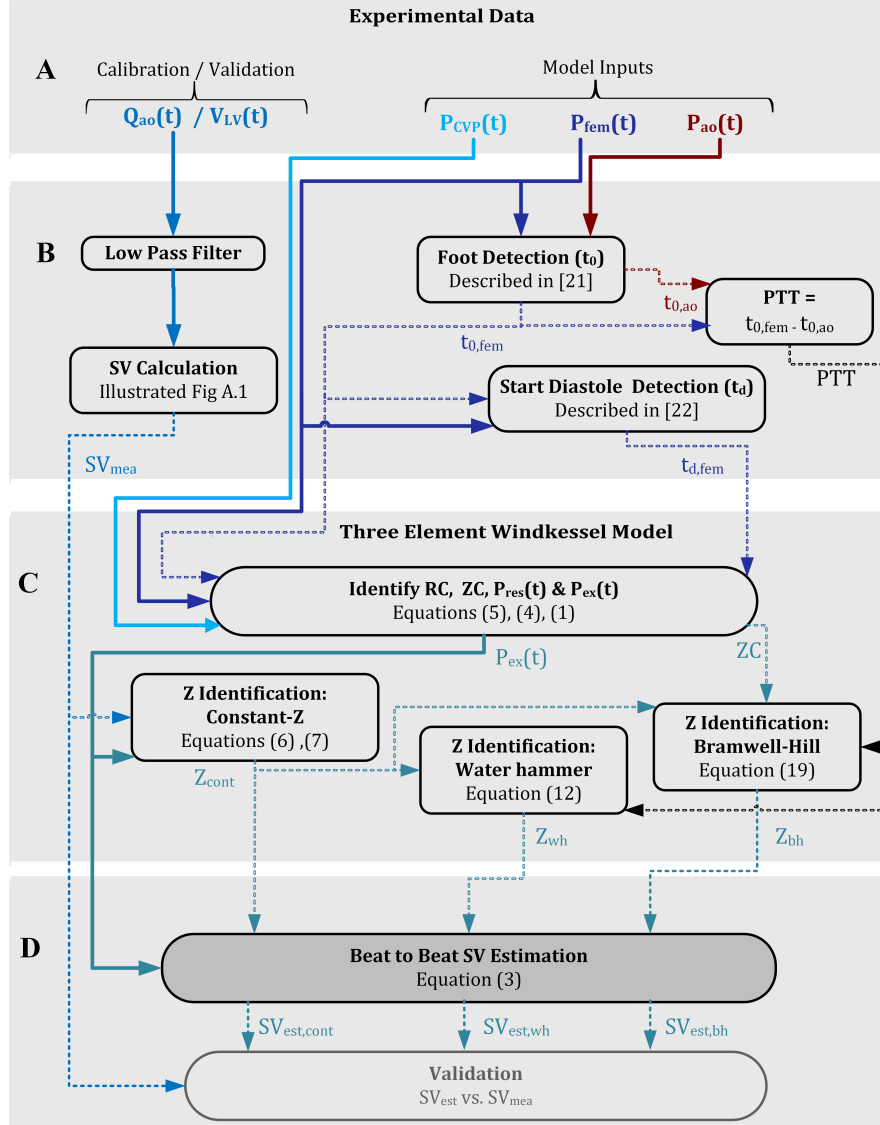 Experimental Data
A
Calibration / Validation
Model Inputs
Qao(t) / VLV(t)
PCVP(t)
Pfem(t)
Pao(t)
B
Low Pass Filter
Foot Detection (t0)
Described in [21]
t0,ao
PTT =
t0,fem - t0,ao
t0,fem
SV Calculation
Illustrated Fig A.1
Start Diastole Detection (td)
Described in [22]
PTT
SVmea
td,fem
Three Element Windkessel Model
C
Identify RC, ZC, Pres(t) & Pex(t)
Equations (5), (4), (1)
Pex(t)
ZC
Z Identification:
Constant-Z
Equations (6) ,(7)
Z Identification:
Water hammer
Equation (12)
Z Identification:
Bramwell-Hill
Equation (19)
Zcont
Zwh
Zbh
D
Beat to Beat SV Estimation
Equation (3)
SVest,cont
SVest,wh
SVest,bh
Validation
SVest vs. SVmea